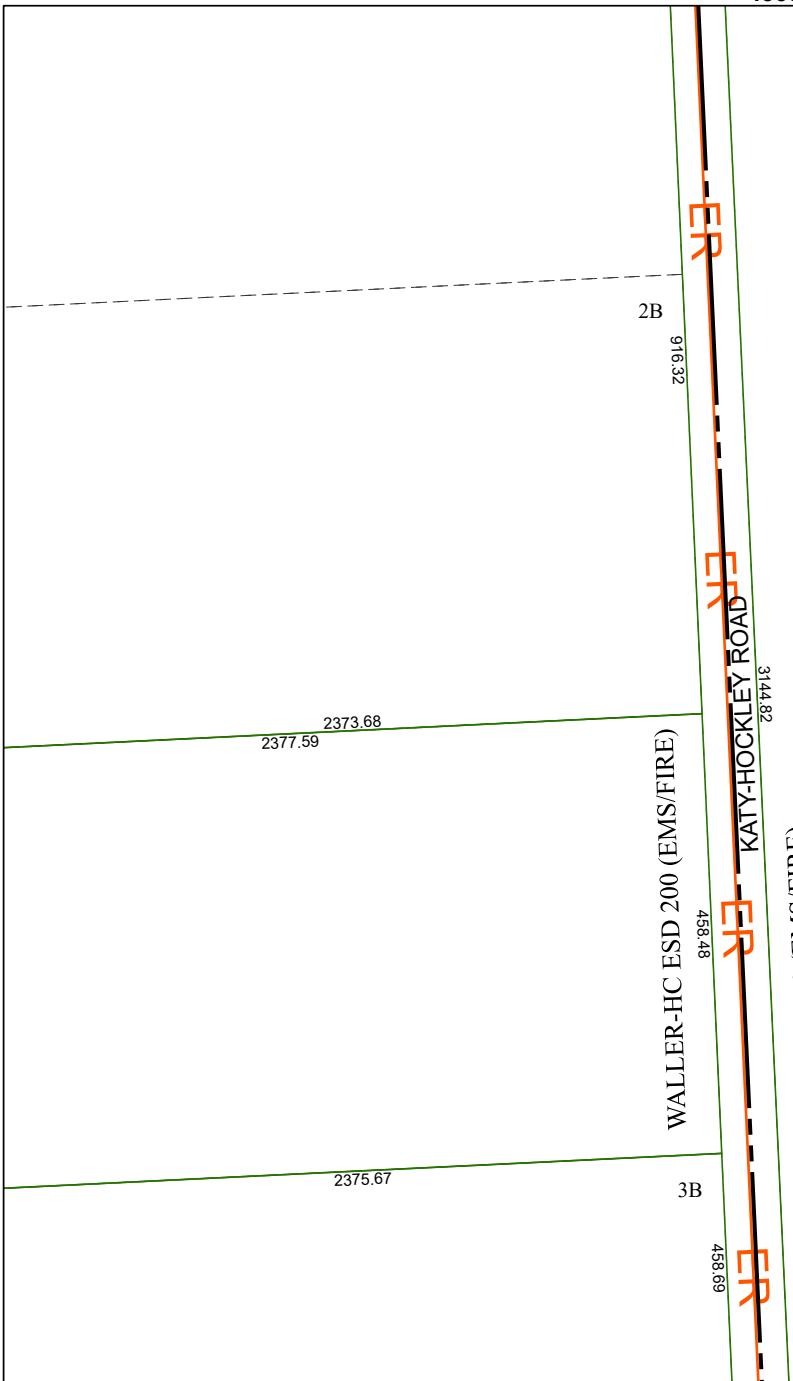 ER
2B
916.32
ER
KATY-HOCKLEY ROAD
3144.82
2373.68
2377.59
WALLER-HC ESD 200 (EMS/FIRE)
458.48
ER
2375.67
3B
458.69
ER